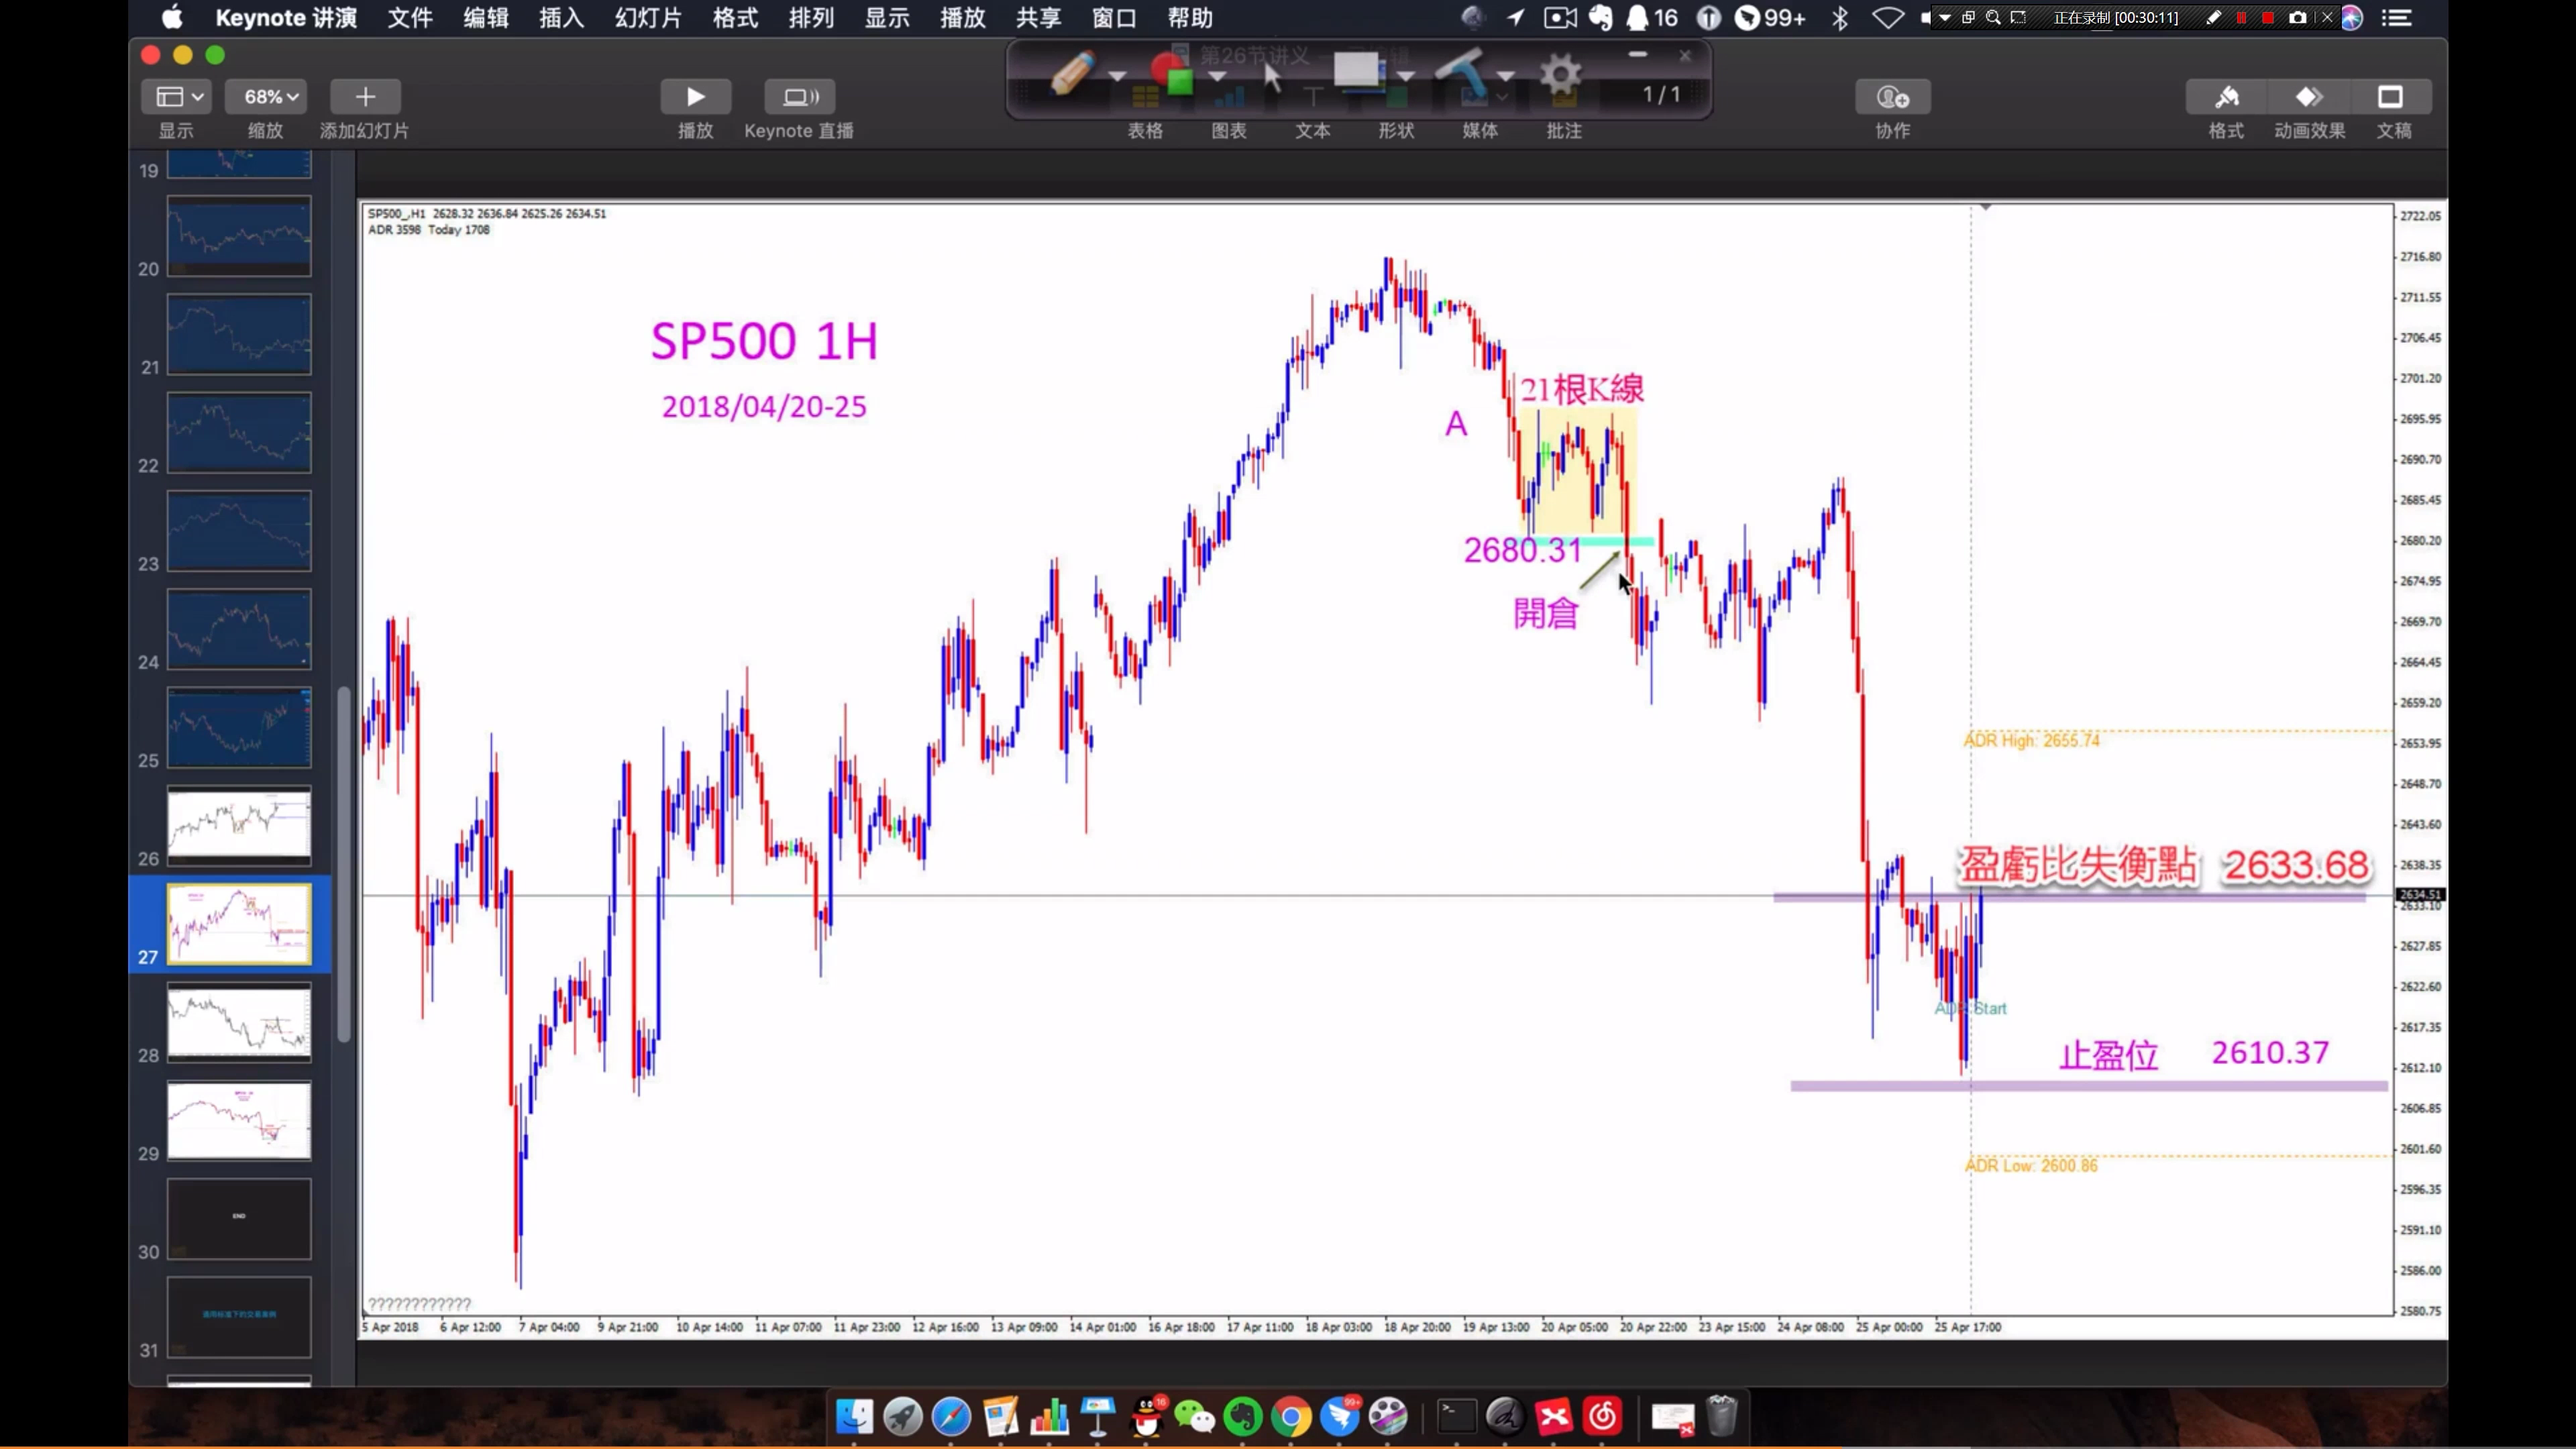 Keynote 讲演 文件 编辑 插入 幻灯片 格式 排列 显示 播放 共享 窗口 帮助 16 99+ 正在录制 [00:30:11]
第26节讲义
68% 1/1
显示 缩放 添加幻灯片 播放 Keynote 直播 表格 图表 文本 形状 媒体 批注 协作 格式 动画效果 文稿
19
20
21
22
23
24
25
26
27
28
29
END
30
31
SP500_,H1 2628.32 2636.84 2625.26 2634.51
ADR 3598 Today 1708
SP500 1H
2018/04/20-25
21根K線
A
2680.31
開倉
ADR High: 2655.74
盈虧比失衡點 2633.68
ADR Start
止盈位 2610.37
ADR Low: 2600.86
????????????
2722.05
2716.80
2711.55
2706.45
2701.20
2695.95
2690.70
2685.45
2680.20
2674.95
2669.70
2664.45
2659.20
2653.95
2648.70
2643.60
2638.35
2634.51
2633.10
2627.85
2622.60
2617.35
2612.10
2606.85
2601.60
2596.35
2591.10
2586.00
2580.75
5 Apr 2018 6 Apr 12:00 7 Apr 04:00 9 Apr 21:00 10 Apr 14:00 11 Apr 07:00 11 Apr 23:00 12 Apr 16:00 13 Apr 09:00 14 Apr 01:00 16 Apr 18:00 17 Apr 11:00 18 Apr 03:00 18 Apr 20:00 19 Apr 13:00 20 Apr 05:00 20 Apr 22:00 23 Apr 15:00 24 Apr 08:00 25 Apr 00:00 25 Apr 17:00
16 99+